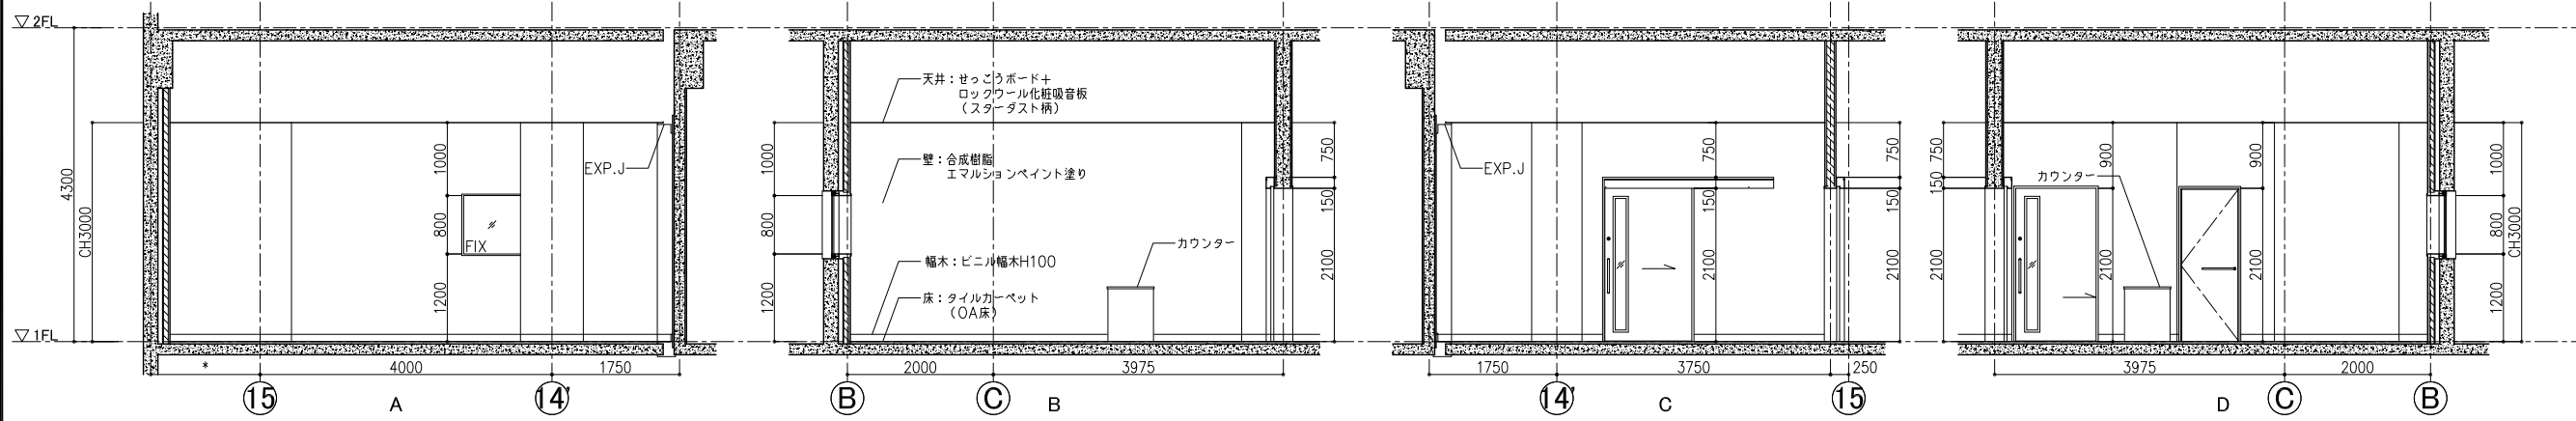 ▽2FL
4300
CH3000
▽1FL
1000
800
1200
FIX
EXP.J
*
4000
1750
15
A
14'
天井：せっこうボード＋
ロックウール化粧吸音板
（スターダスト柄）
壁：合成樹脂
エマルションペイント塗り
幅木：ビニル幅木H100
床：タイルカーペット
（OA床）
カウンター
1000
800
1200
750
150
2100
2000
3975
B
C
B
EXP.J
750
150
2100
750
150
2100
1750
3750
250
14'
C
15
750
150
2100
900
2100
カウンター
900
2100
1000
800
1200
CH3000
3975
2000
D
C
B